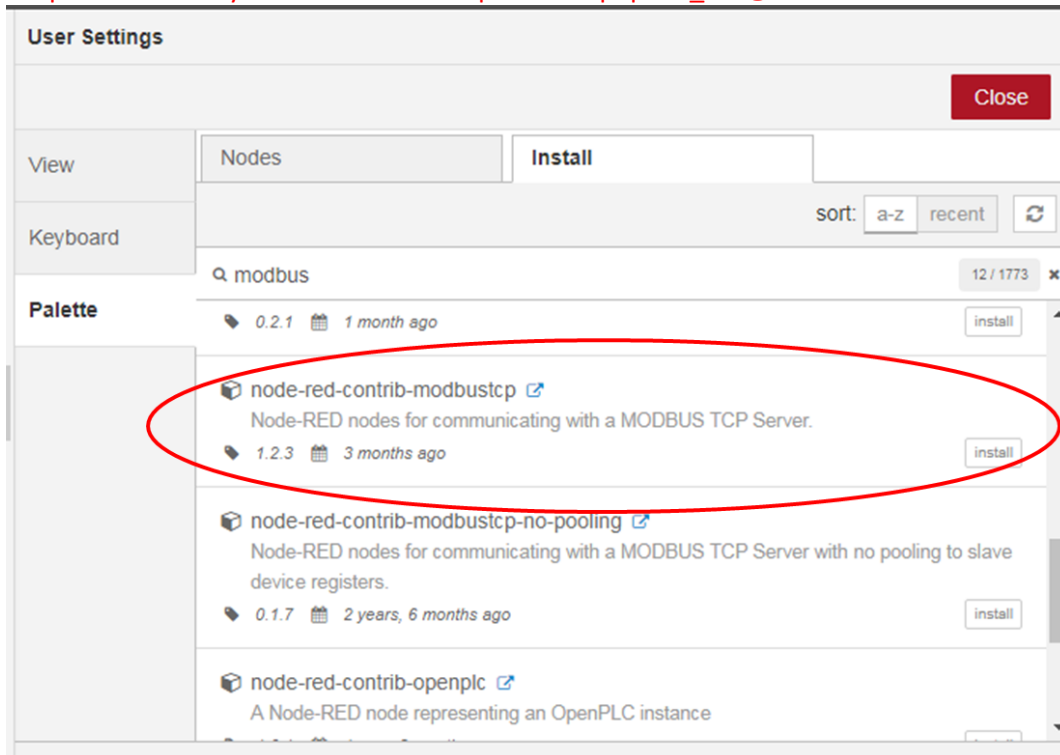 User Settings
Close
View
Nodes
Install
sort: a-z recent
Keyboard
modbus
12 / 1773
Palette
0.2.1 1 month ago
install
node-red-contrib-modbustcp
Node-RED nodes for communicating with a MODBUS TCP Server.
1.2.3 3 months ago
install
node-red-contrib-modbustcp-no-pooling
Node-RED nodes for communicating with a MODBUS TCP Server with no pooling to slave
device registers.
0.1.7 2 years, 6 months ago
install
node-red-contrib-openplc
A Node-RED node representing an OpenPLC instance